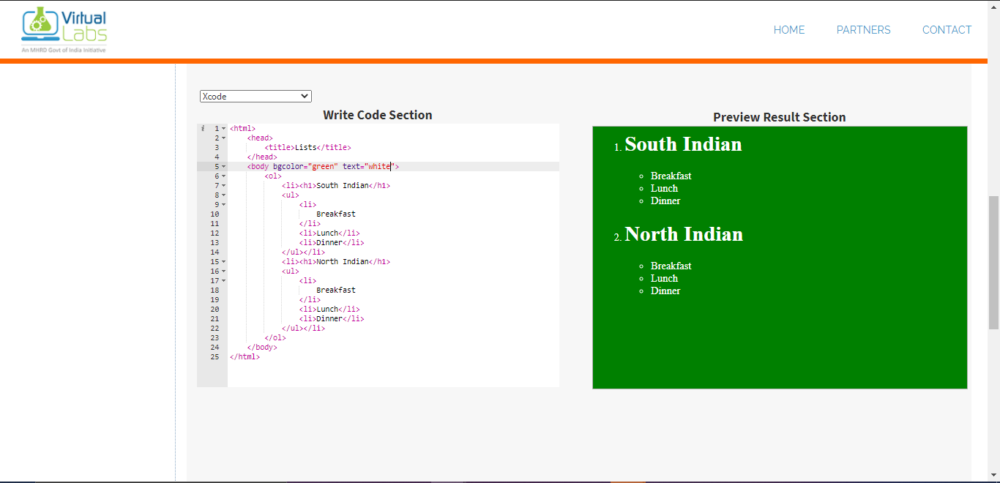 Virtual
Labs
An MHRD Govt of India Initiative
HOME PARTNERS CONTACT
Xcode
Write Code Section
i 1 <html>
2 <head>
3 <title>Lists</title>
4 </head>
5 <body bgcolor="green" text="white">
6 <ol>
7 <li><h1>South Indian</h1>
8 <ul>
9 <li>
10 Breakfast
11 </li>
12 <li>Lunch</li>
13 <li>Dinner</li>
14 </ul></li>
15 <li><h1>North Indian</h1>
16 <ul>
17 <li>
18 Breakfast
19 </li>
20 <li>Lunch</li>
21 <li>Dinner</li>
22 </ul></li>
23 </ol>
24 </body>
25 </html>
Preview Result Section
1. South Indian
Breakfast
Lunch
Dinner
2. North Indian
Breakfast
Lunch
Dinner